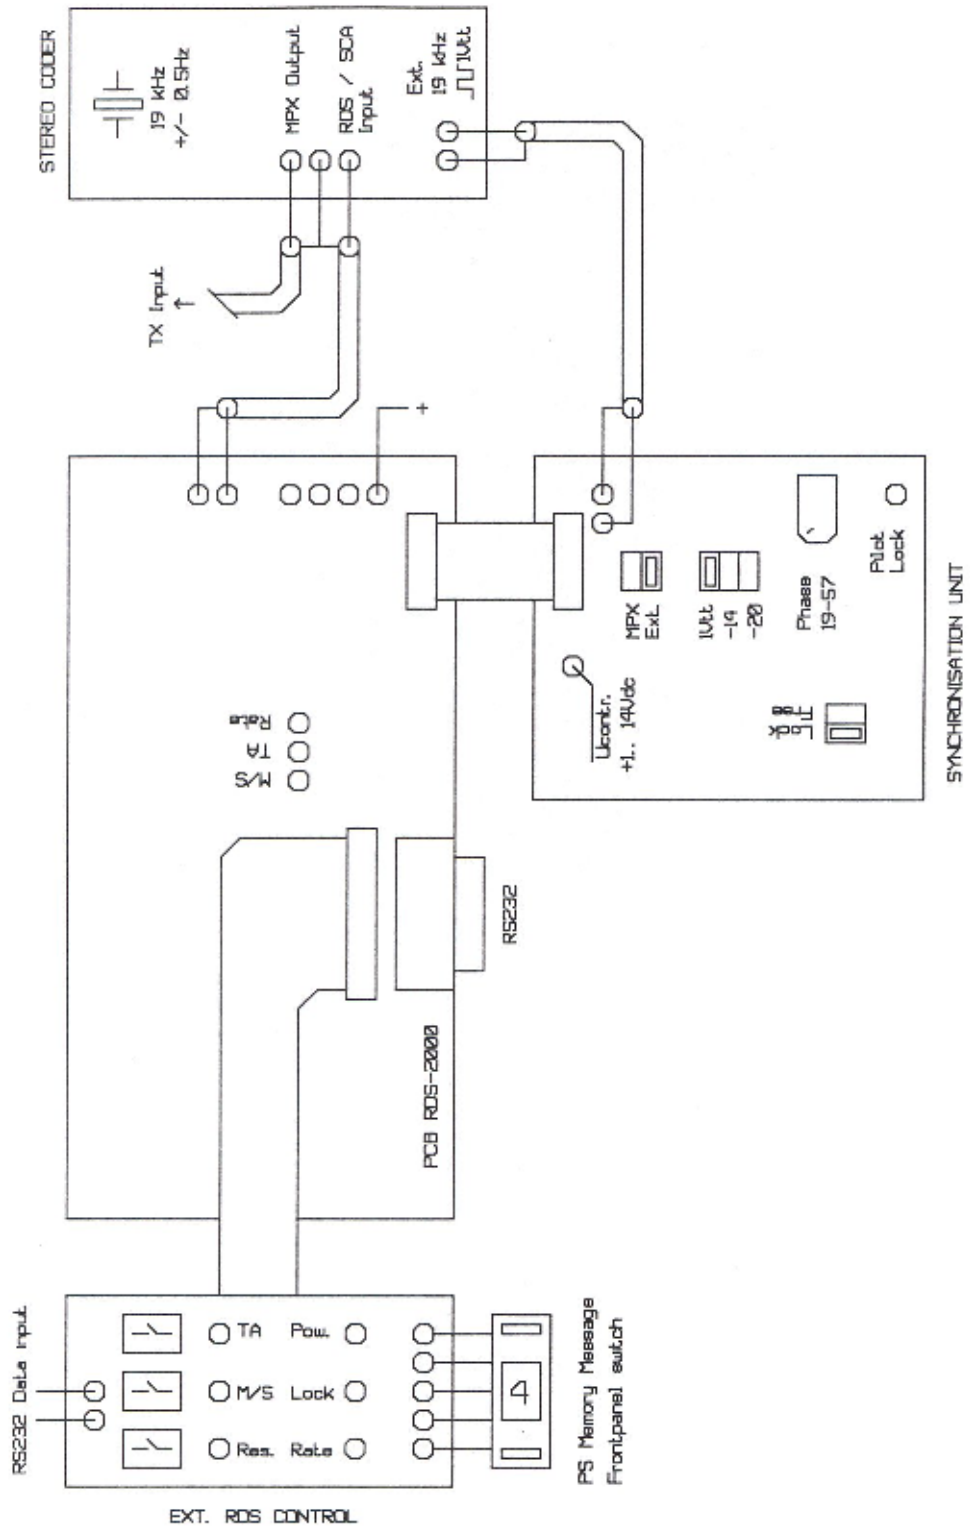 STEREO CODER
19 kHz
+/- 0.5Hz
MPX Output
RDS / SCA
Input
Ext.
19 kHz
1Vtt
TX Input
↑
+
Rate
TA
M/S
PCB RDS-2000
RS232
MPX
Ext.
1Vtt
-14
-20
Phase
19-57
Pilot
Lock
Ucontr.
+1.. 14Vdc
Lock
SYNCHRONISATION UNIT
RS232 Data input
TA
Pow.
M/S
Lock
Res.
Rate
4
EXT. RDS CONTROL
PS Memory Message
Frontpanel switch